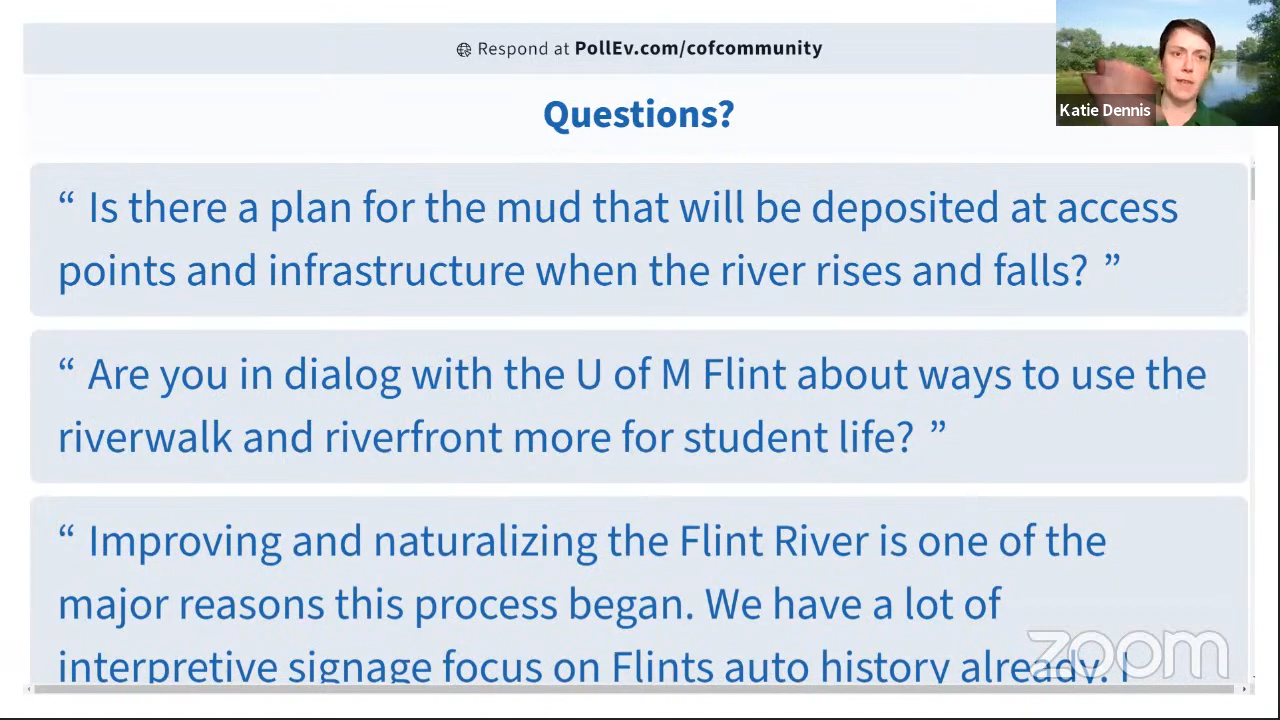 Respond at PollEv.com/cofcommunity
Katie Dennis
Questions?
“ Is there a plan for the mud that will be deposited at access
points and infrastructure when the river rises and falls? ”
“ Are you in dialog with the U of M Flint about ways to use the
riverwalk and riverfront more for student life? ”
“ Improving and naturalizing the Flint River is one of the
major reasons this process began. We have a lot of
interpretive signage focus on Flints auto history already. I
zoom